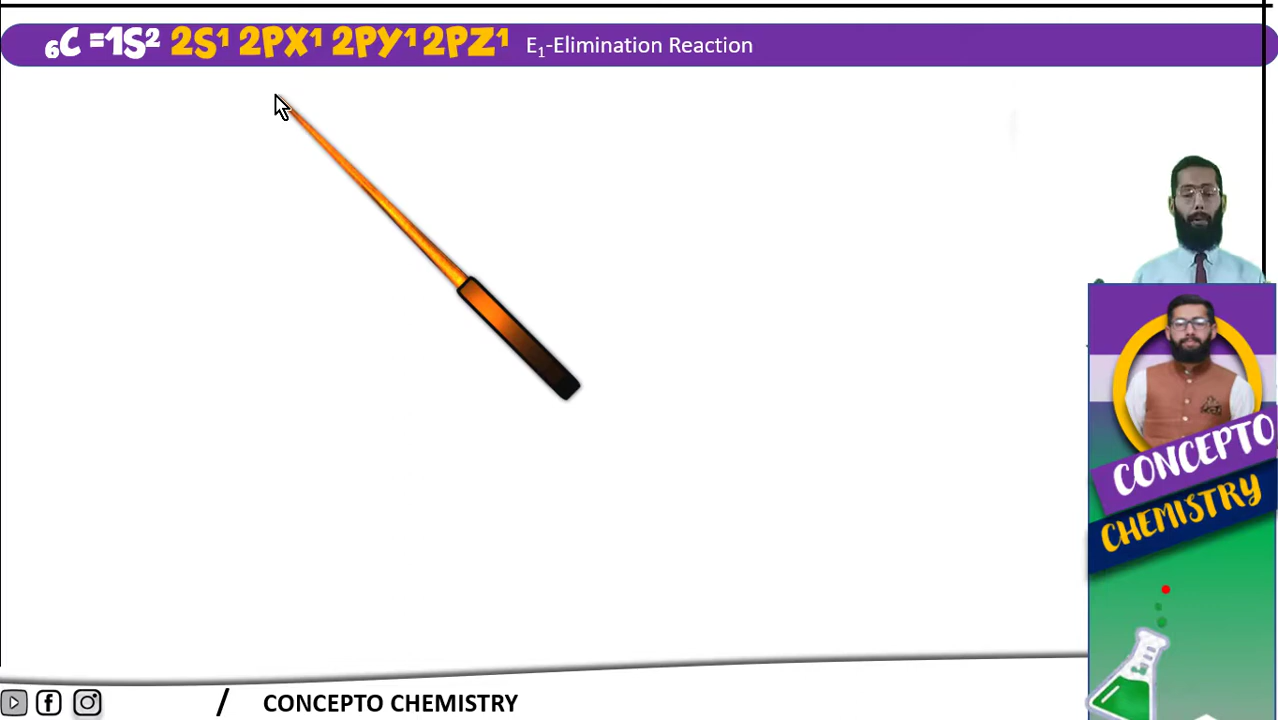 ₆C =1S² 2S¹ 2PX¹ 2PY¹ 2PZ¹ E₁-Elimination Reaction
CONCEPTO
CHEMISTRY
/ CONCEPTO CHEMISTRY